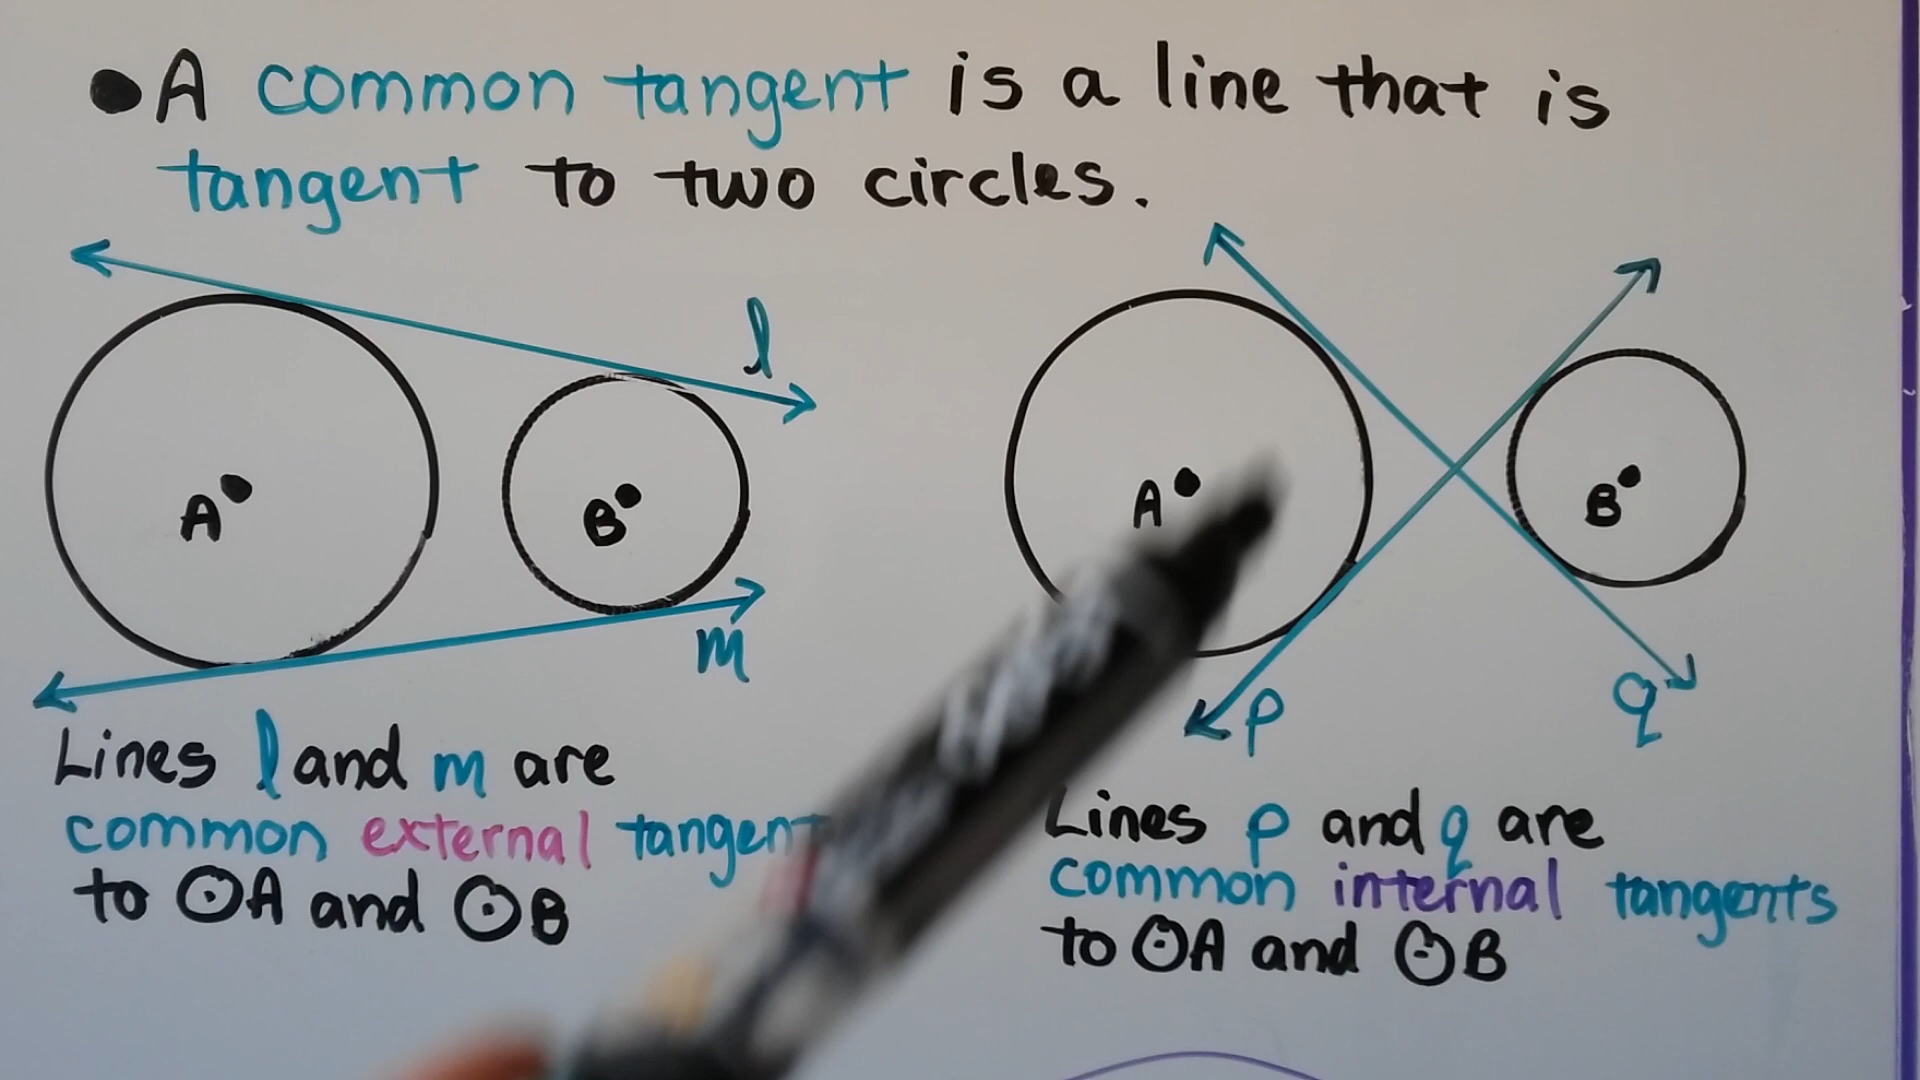 A common tangent is a line that is
tangent to two circles.
l
A
B
m
A
B
p
q
Lines l and m are
common external tangent
to ⊙A and ⊙B
Lines p and q are
common internal tangents
to ⊙A and ⊙B